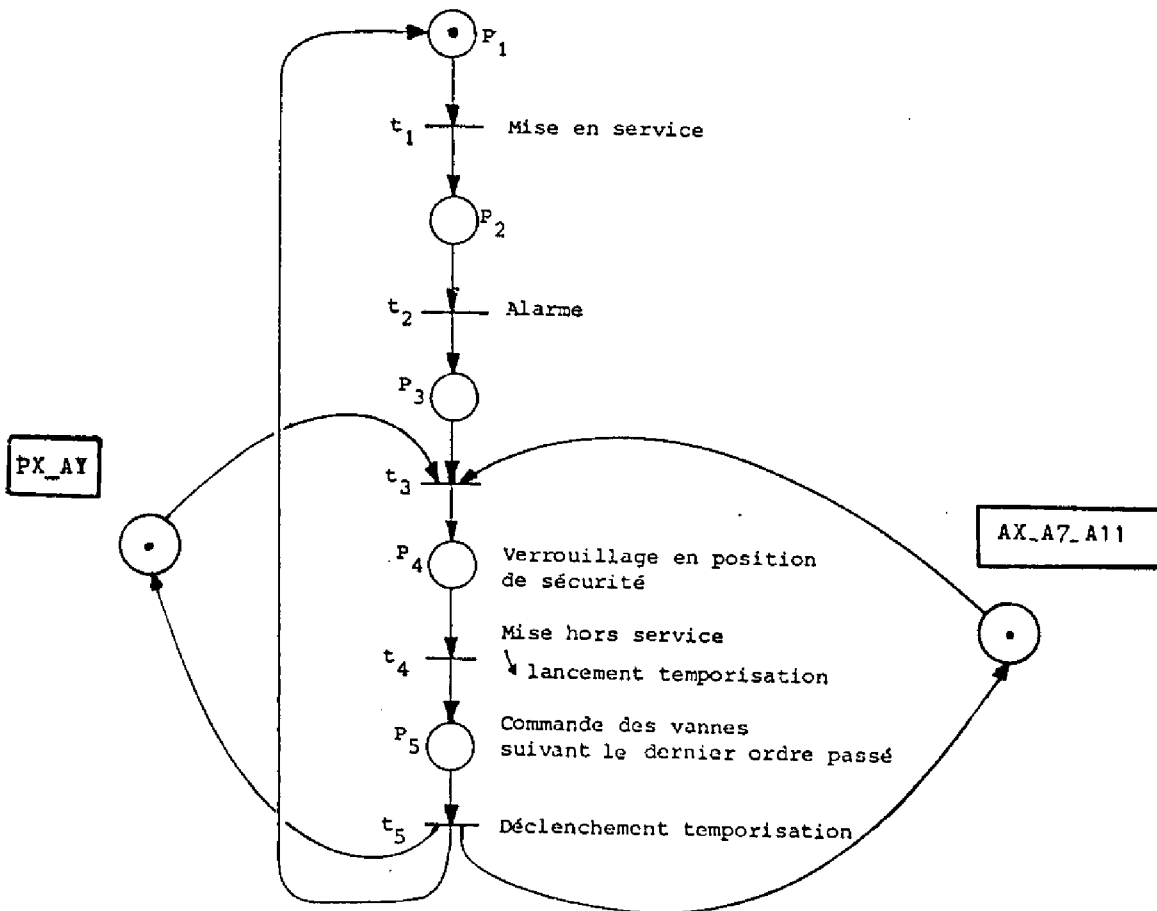 P1
t1 Mise en service
P2
t2 Alarme
P3
PX_AY
t3
AX_A7_A11
P4 Verrouillage en position
de sécurité
Mise hors service
t4 lancement temporisation
P5 Commande des vannes
suivant le dernier ordre passé
t5 Déclenchement temporisation